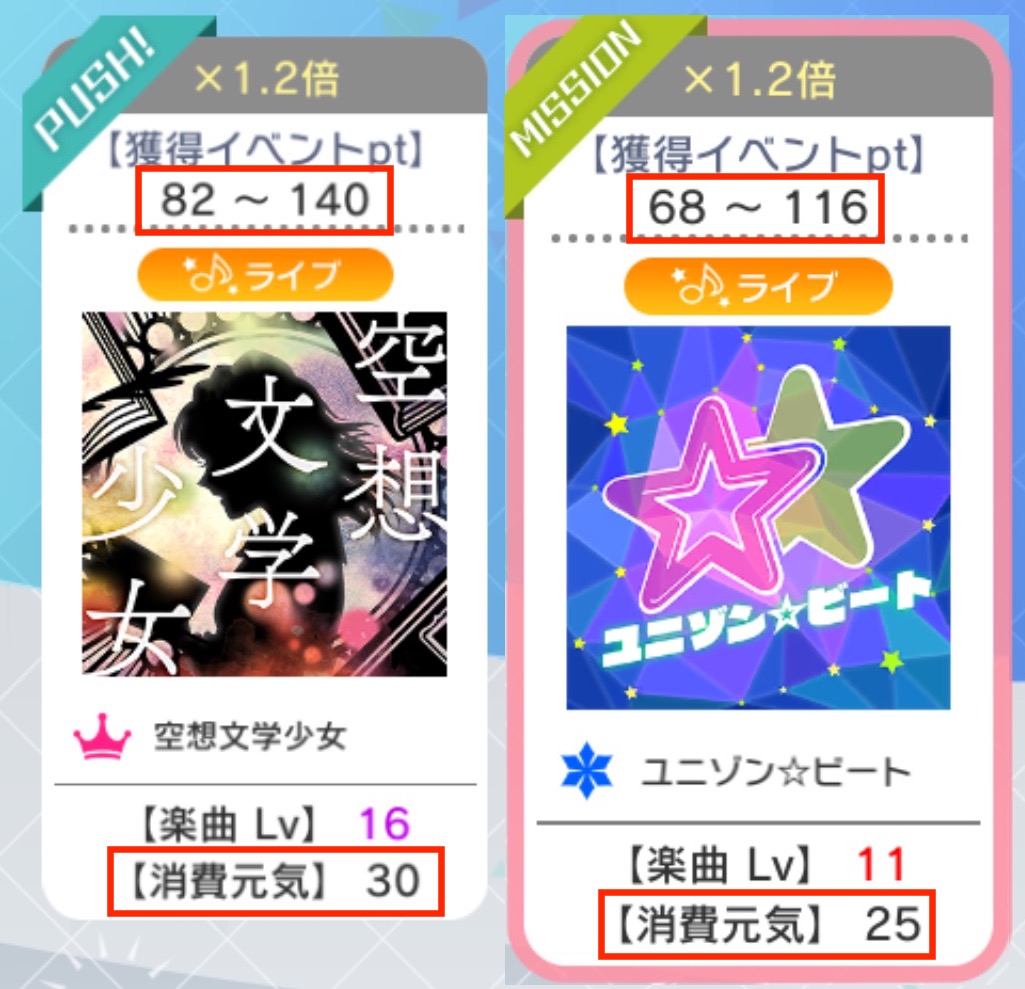 PUSH!
×1.2倍
【獲得イベントpt】
82 ～ 140
ライブ
空想
文学
少女
空想文学少女
【楽曲 Lv】 16
【消費元気】 30
MISSION
×1.2倍
【獲得イベントpt】
68 ～ 116
ライブ
ユニゾン☆ビート
ユニゾン☆ビート
【楽曲 Lv】 11
【消費元気】 25